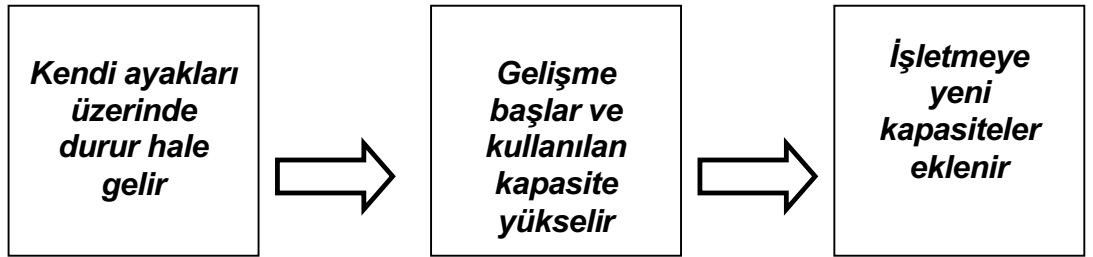 Kendi ayakları
üzerinde
durur hale
gelir
Gelişme
başlar ve
kullanılan
kapasite
yükselir
İşletmeye
yeni
kapasiteler
eklenir